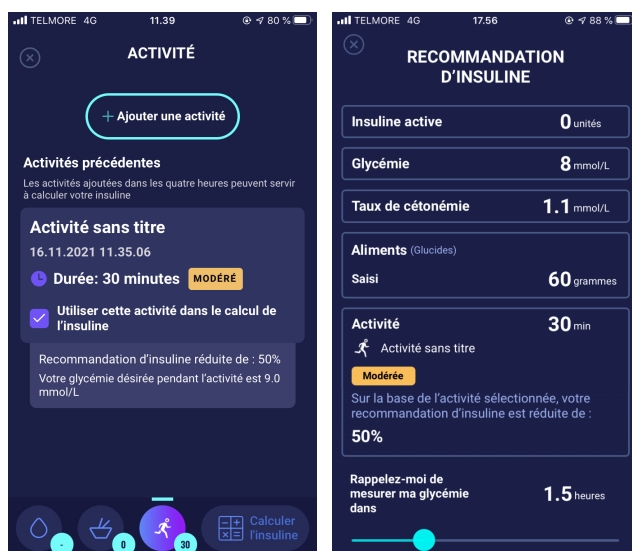 TELMORE 4G 11.39 80 %
ACTIVITÉ
+ Ajouter une activité
Activités précédentes
Les activités ajoutées dans les quatre heures peuvent servir
à calculer votre insuline
Activité sans titre
16.11.2021 11.35.06
Durée: 30 minutes MODÉRÉ
Utiliser cette activité dans le calcul de
l'insuline
Recommandation d'insuline réduite de : 50%
Votre glycémie désirée pendant l'activité est 9.0
mmol/L
- 0 30
Calculer
l'insuline
TELMORE 4G 17.56 88 %
RECOMMANDATION
D'INSULINE
Insuline active 0 unités
Glycémie 8 mmol/L
Taux de cétonémie 1.1 mmol/L
Aliments (Glucides)
Saisi 60 grammes
Activité 30 min
Activité sans titre
Modérée
Sur la base de l'activité sélectionnée, votre
recommandation d'insuline est réduite de :
50%
Rappelez-moi de
mesurer ma glycémie
dans
1.5 heures